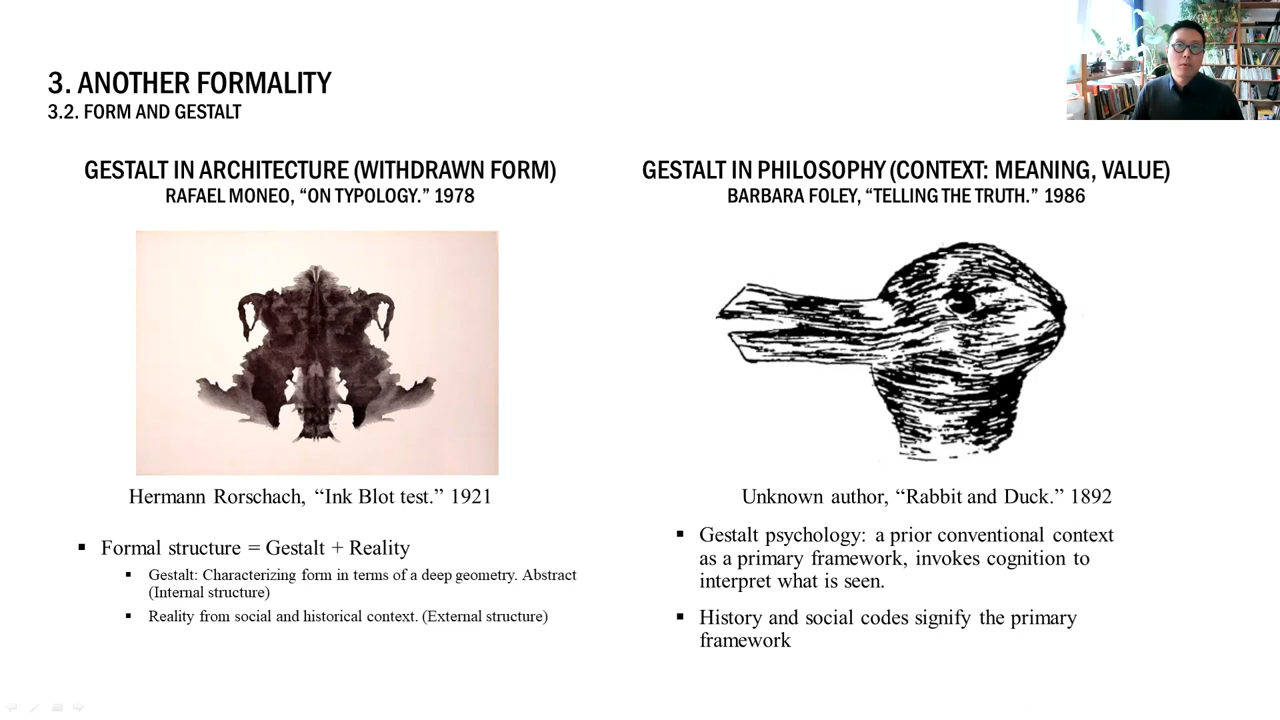 3. ANOTHER FORMALITY
3.2. FORM AND GESTALT
GESTALT IN ARCHITECTURE (WITHDRAWN FORM)
RAFAEL MONEO, “ON TYPOLOGY.” 1978
Hermann Rorschach, “Ink Blot test.” 1921
▪ Formal structure = Gestalt + Reality
▪ Gestalt: Characterizing form in terms of a deep geometry. Abstract
(Internal structure)
▪ Reality from social and historical context. (External structure)
GESTALT IN PHILOSOPHY (CONTEXT: MEANING, VALUE)
BARBARA FOLEY, “TELLING THE TRUTH.” 1986
Unknown author, “Rabbit and Duck.” 1892
▪ Gestalt psychology: a prior conventional context
as a primary framework, invokes cognition to
interpret what is seen.
▪ History and social codes signify the primary
framework